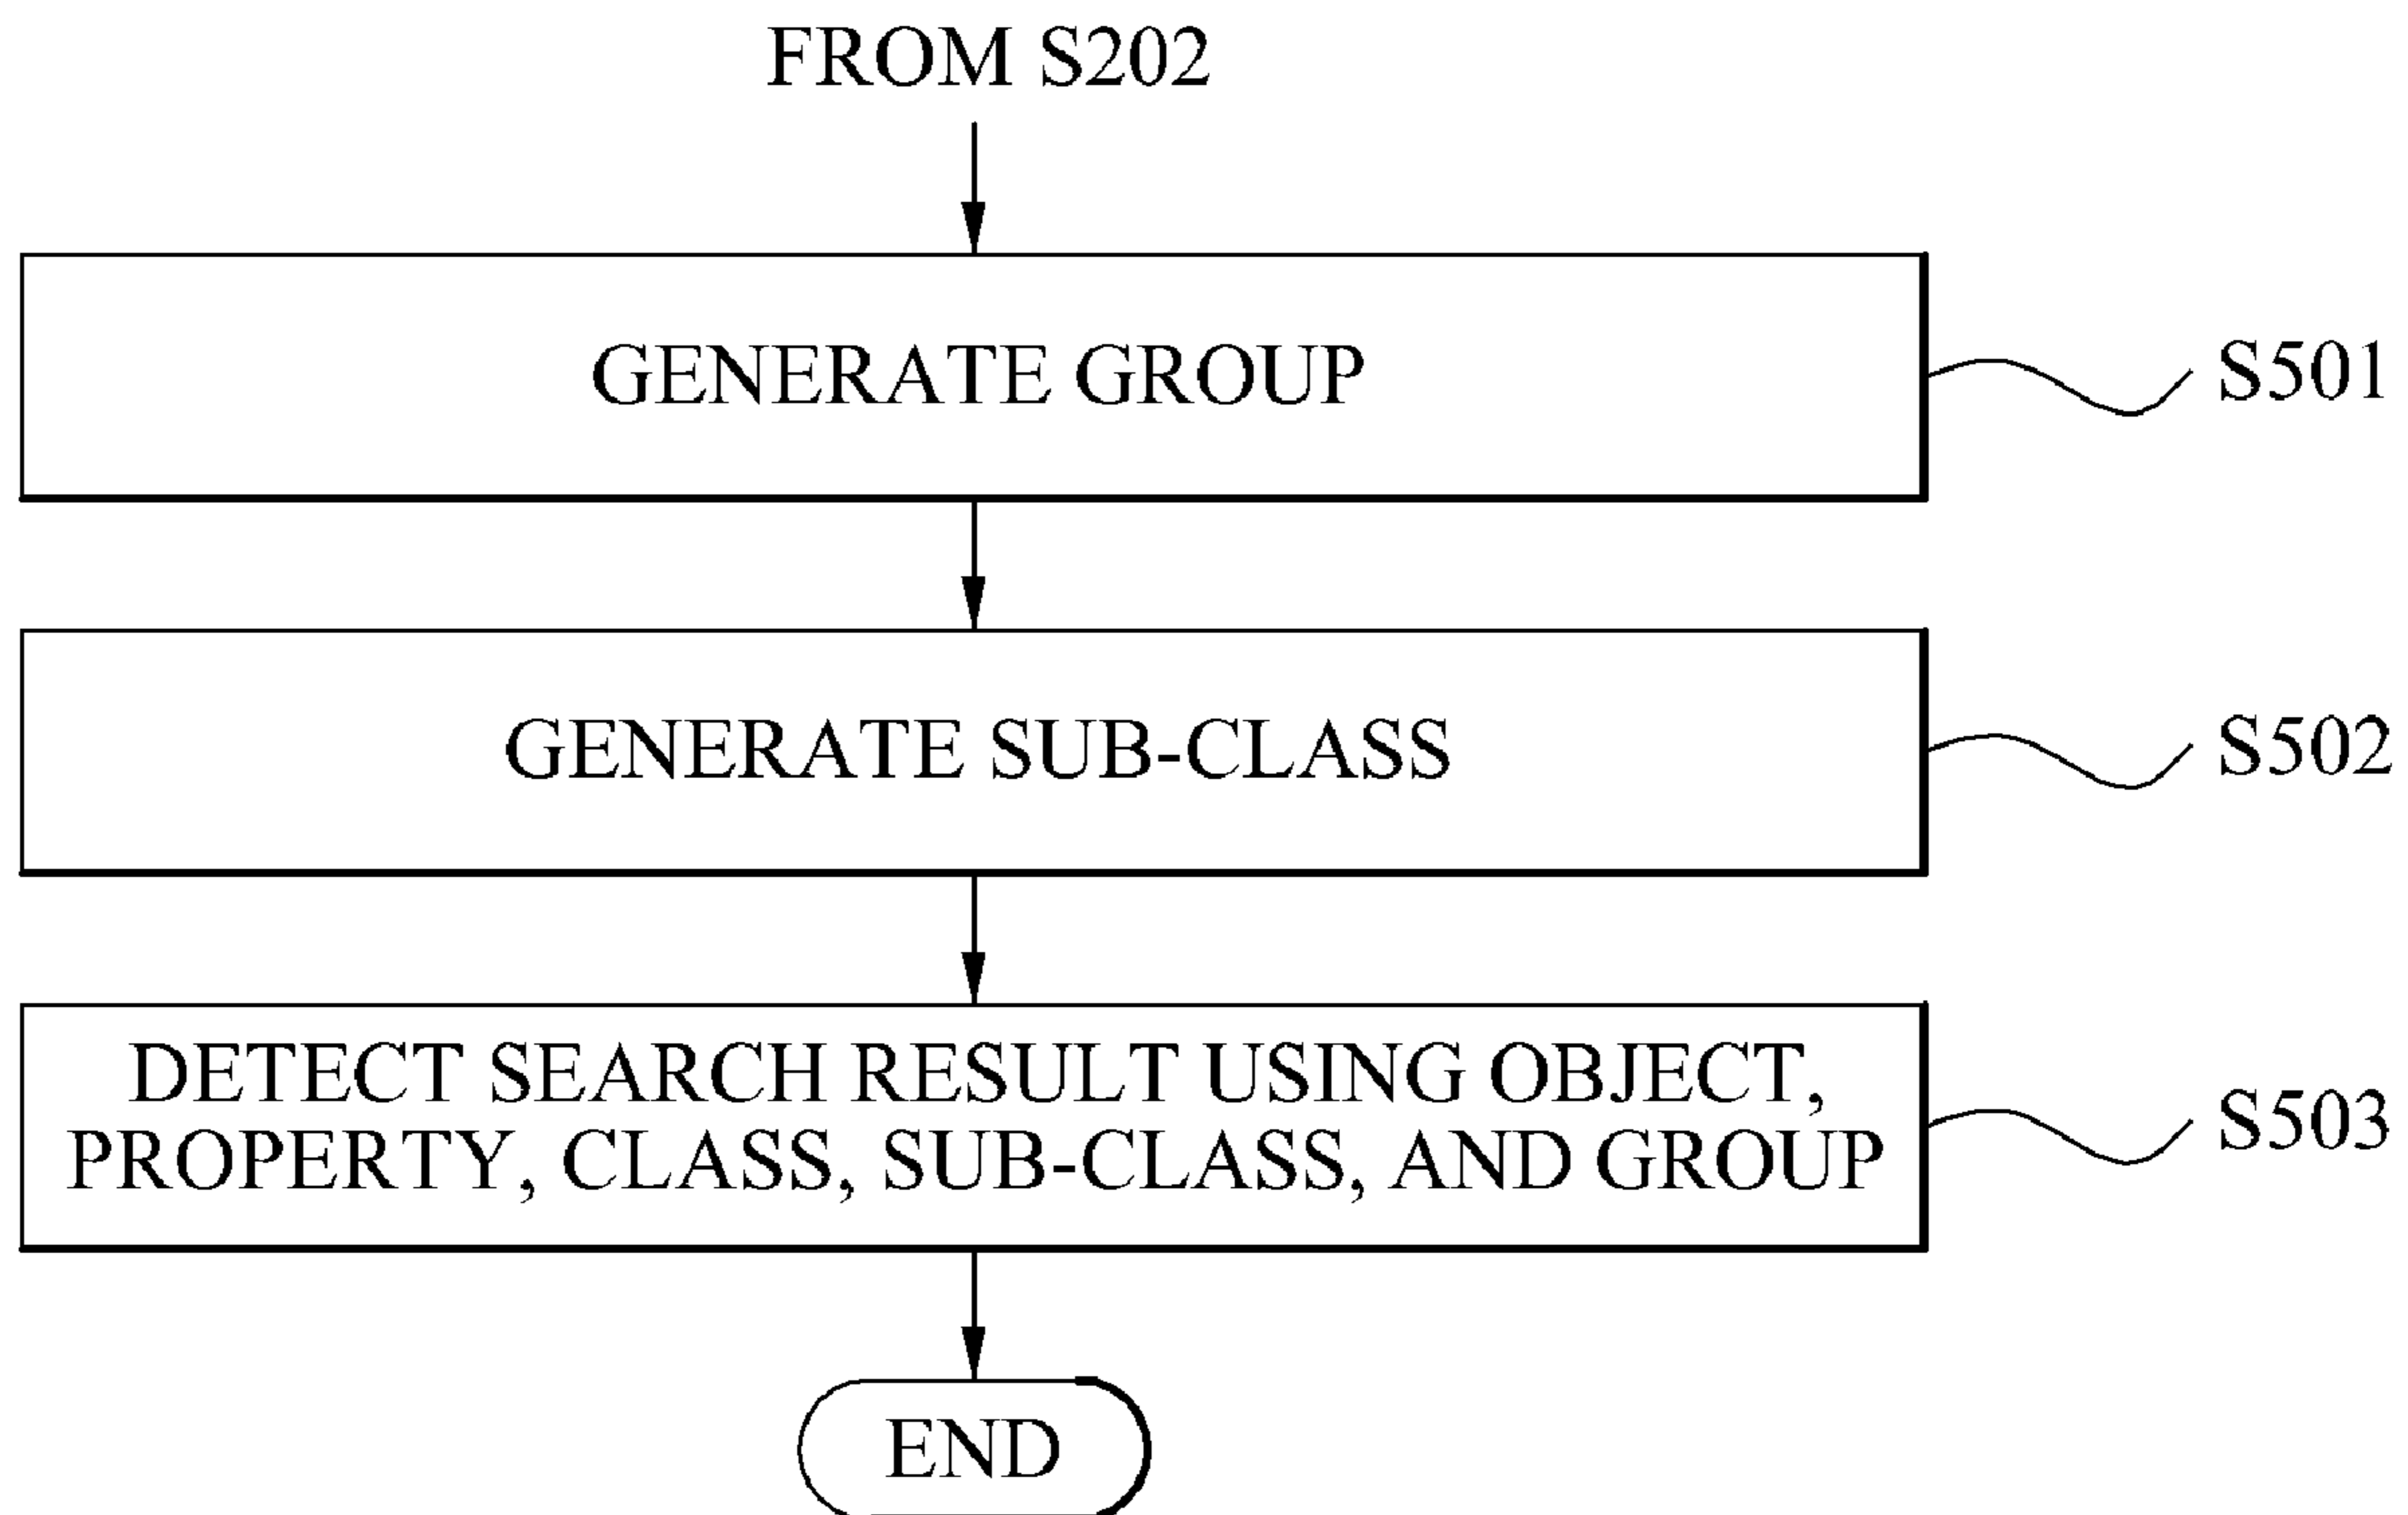 FROM S202
GENERATE GROUP
S501
GENERATE SUB-CLASS
S502
DETECT SEARCH RESULT USING OBJECT,
PROPERTY, CLASS, SUB-CLASS, AND GROUP
S503
END